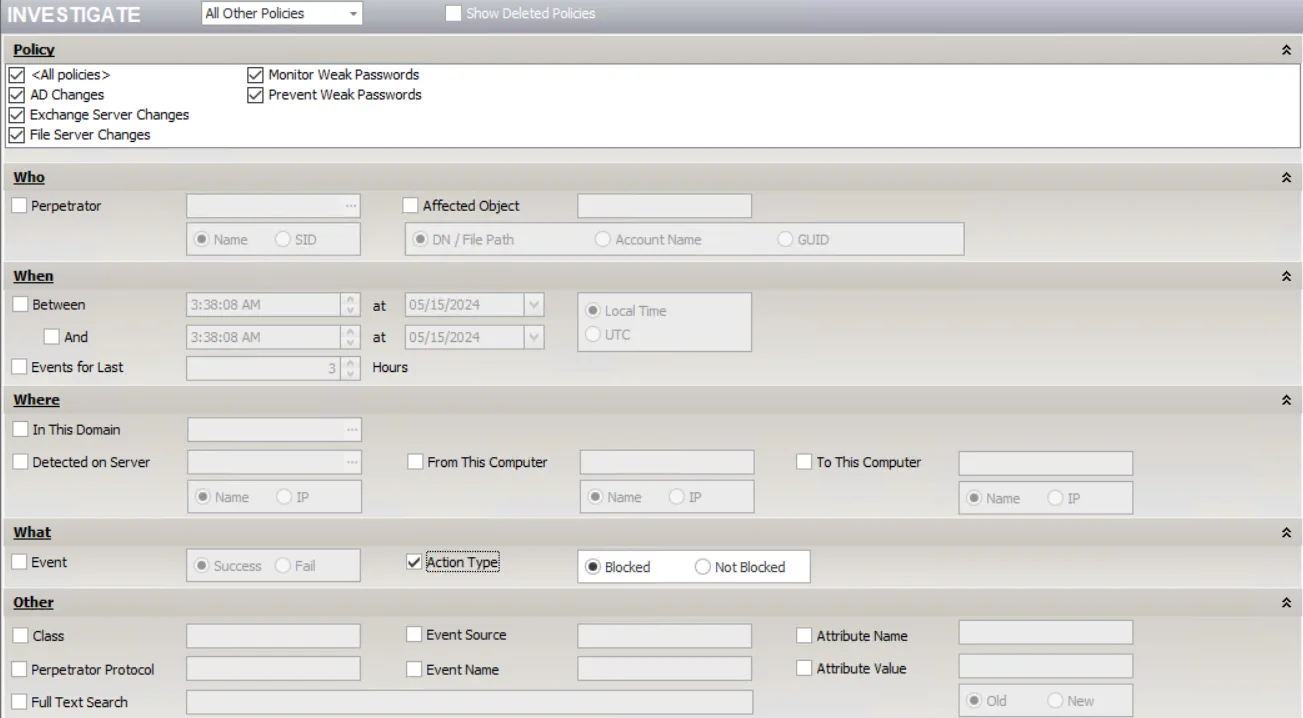 INVESTIGATE All Other Policies Show Deleted Policies
Policy
<All policies> Monitor Weak Passwords
AD Changes Prevent Weak Passwords
Exchange Server Changes
File Server Changes
Who
Perpetrator ... Affected Object
Name SID DN / File Path Account Name GUID
When
Between 3:38:08 AM at 05/15/2024
Local Time
And 3:38:08 AM at 05/15/2024
UTC
Events for Last 3 Hours
Where
In This Domain ...
Detected on Server ... From This Computer To This Computer
Name IP Name IP Name IP
What
Event Success Fail Action Type Blocked Not Blocked
Other
Class Event Source Attribute Name
Perpetrator Protocol Event Name Attribute Value
Full Text Search Old New